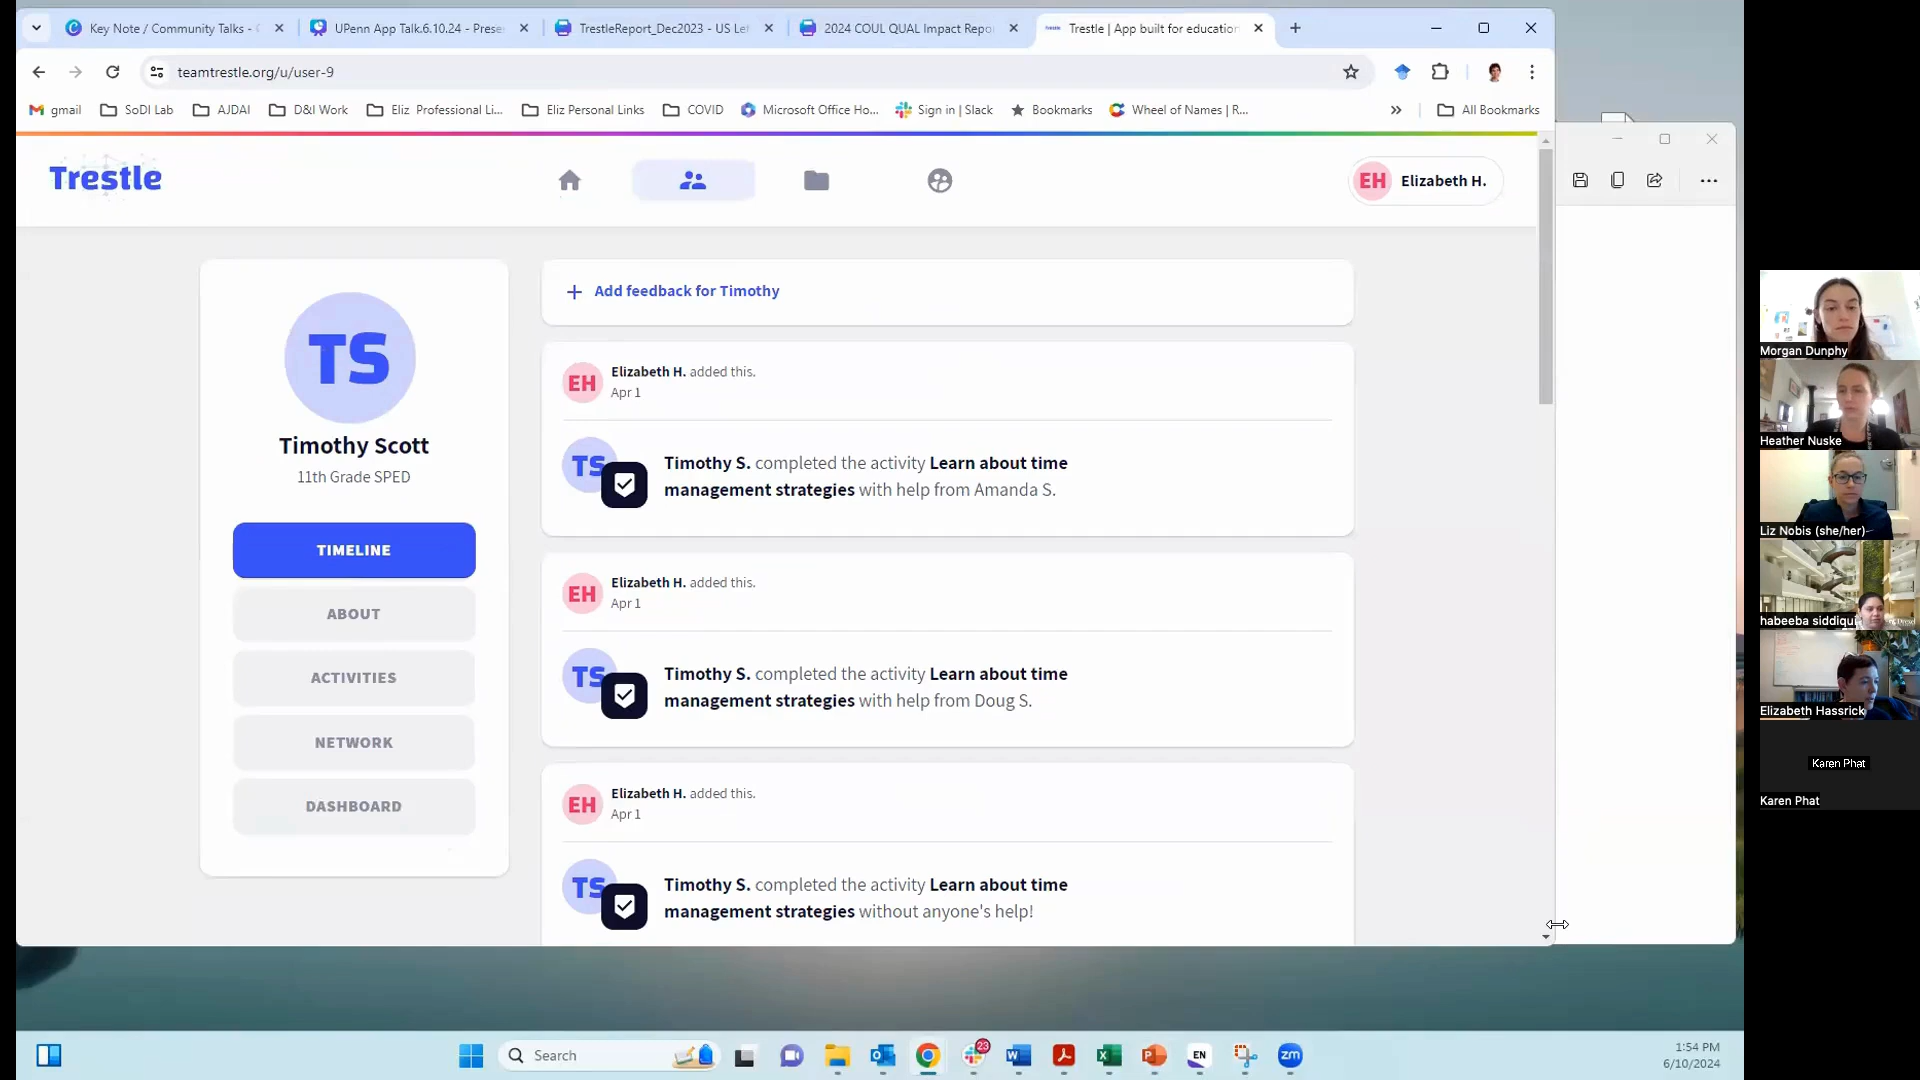 Key Note / Community Talks -
UPenn App Talk.6.10.24 - Prese
TrestleReport_Dec2023 - US Let
2024 COUL QUAL Impact Repo
Trestle | App built for education
teamtrestle.org/u/user-9
gmail
SoDI Lab
AJDAI
D&I Work
Eliz Professional Li...
Eliz Personal Links
COVID
Microsoft Office Ho...
Sign in | Slack
Bookmarks
Wheel of Names | R...
All Bookmarks
Trestle
EH
Elizabeth H.
TS
Timothy Scott
11th Grade SPED
TIMELINE
ABOUT
ACTIVITIES
NETWORK
DASHBOARD
+ Add feedback for Timothy
EH
Elizabeth H. added this.
Apr 1
TS
Timothy S. completed the activity Learn about time
management strategies with help from Amanda S.
EH
Elizabeth H. added this.
Apr 1
TS
Timothy S. completed the activity Learn about time
management strategies with help from Doug S.
EH
Elizabeth H. added this.
Apr 1
TS
Timothy S. completed the activity Learn about time
management strategies without anyone's help!
Morgan Dunphy
Heather Nuske
Liz Nobis (she/her)
habeeba siddiqui
Elizabeth Hassrick
Karen Phat
Karen Phat
Search
23
EN
zm
1:54 PM
6/10/2024